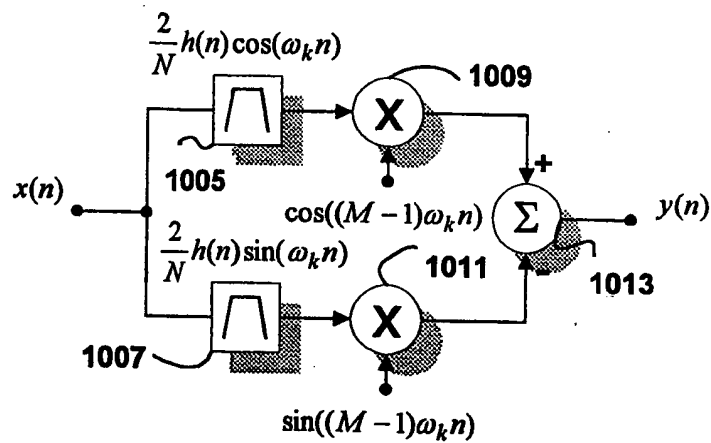 2/N h(n)cos(ω_k n)
1009
X
1005
x(n)
cos((M − 1)ω_k n)
+
Σ
y(n)
2/N h(n)sin(ω_k n)
1011
-
1013
X
1007
sin((M − 1)ω_k n)